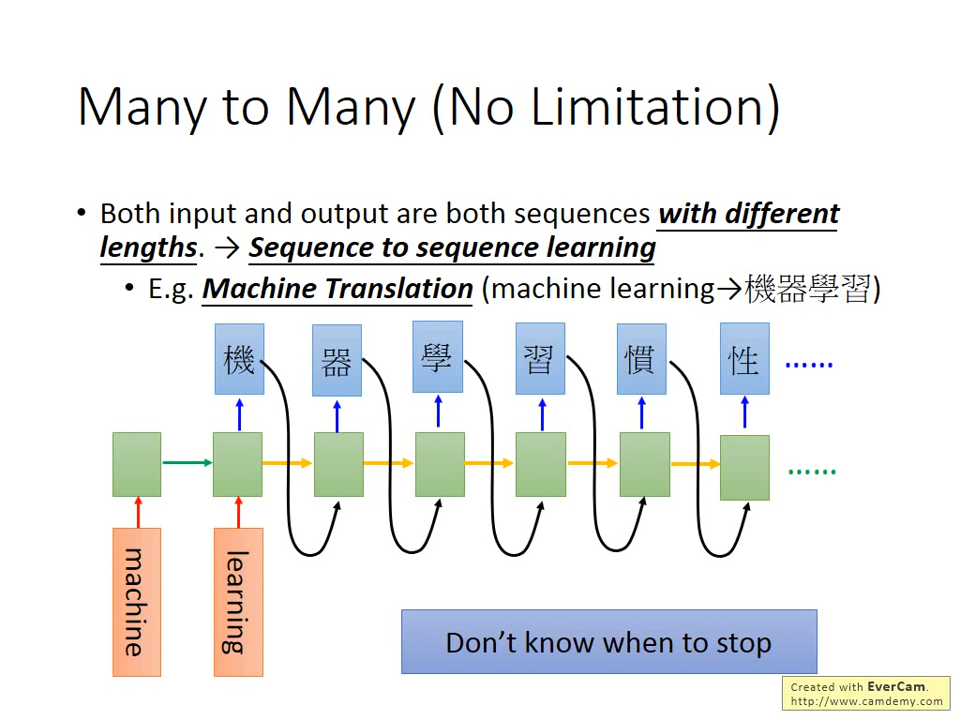 Many to Many (No Limitation)
• Both input and output are both sequences with different
lengths. → Sequence to sequence learning
• E.g. Machine Translation (machine learning→機器學習)
機 器 學 習 慣 性 ……
……
machine learning
Don't know when to stop
Created with EverCam.
http://www.camdemy.com